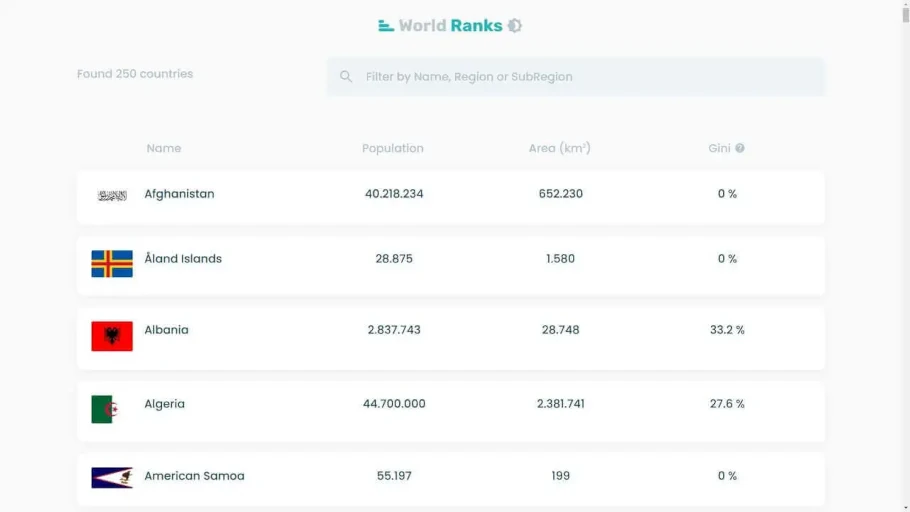 World Ranks
Found 250 countries
Filter by Name, Region or SubRegion
Name Population Area (km²) Gini ?
Afghanistan 40.218.234 652.230 0 %
Åland Islands 28.875 1.580 0 %
Albania 2.837.743 28.748 33.2 %
Algeria 44.700.000 2.381.741 27.6 %
American Samoa 55.197 199 0 %